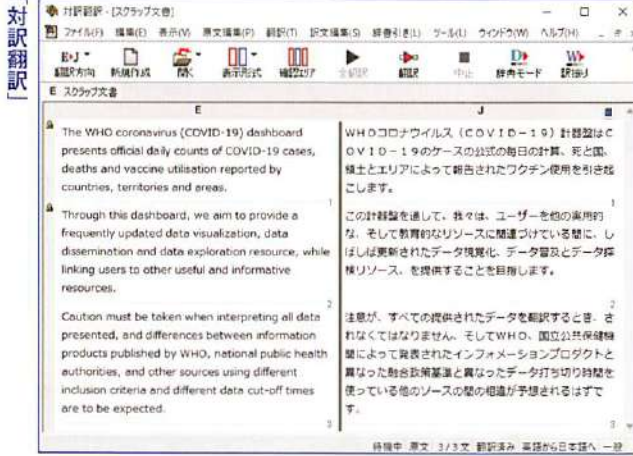 「対訳翻訳」
対訳翻訳 - [スクラップ文書]
ファイル(F) 編集(E) 表示(V) 原文編集(P) 翻訳(T) 訳文編集(S) 辞書引き(L) ツール(U) ウィンドウ(W) ヘルプ(H)
E▸J
翻訳方向 新規作成 開く 表示形式 確認エリア 全翻訳 翻訳 中止 辞典モード 訳振り
E スクラップ文書
E J
The WHO coronavirus (COVID-19) dashboard
presents official daily counts of COVID-19 cases,
deaths and vaccine utilisation reported by
countries, territories and areas.
1
WHOコロナウイルス(COVID-19)計器盤はC
OVID-19のケースの公式の毎日の計算、死と国、
領土とエリアによって報告されたワクチン使用を引き起
こします。
1
Through this dashboard, we aim to provide a
frequently updated data visualization, data
dissemination and data exploration resource, while
linking users to other useful and informative
resources.
2
この計器盤を通して、我々は、ユーザーを他の実用的
な、そして教育的なリソースに関連づけている間に、し
ばしば更新されたデータ視覚化、データ普及とデータ探
検リソース、を提供することを目指します。
2
Caution must be taken when interpreting all data
presented, and differences between information
products published by WHO, national public health
authorities, and other sources using different
inclusion criteria and different data cut-off times
are to be expected.
3
注意が、すべての提供されたデータを翻訳するとき、さ
れなくてはなりません、そしてWHO、国立公共保健機
関によって発表されたインフォメーションプロダクトと
異なった融合政策基準と異なったデータ打ち切り時間を
使っている他のソースの間の相違が予想されるはずで
す。
3
待機中 原文 3/3文 翻訳済み 英語から日本語へ 一般